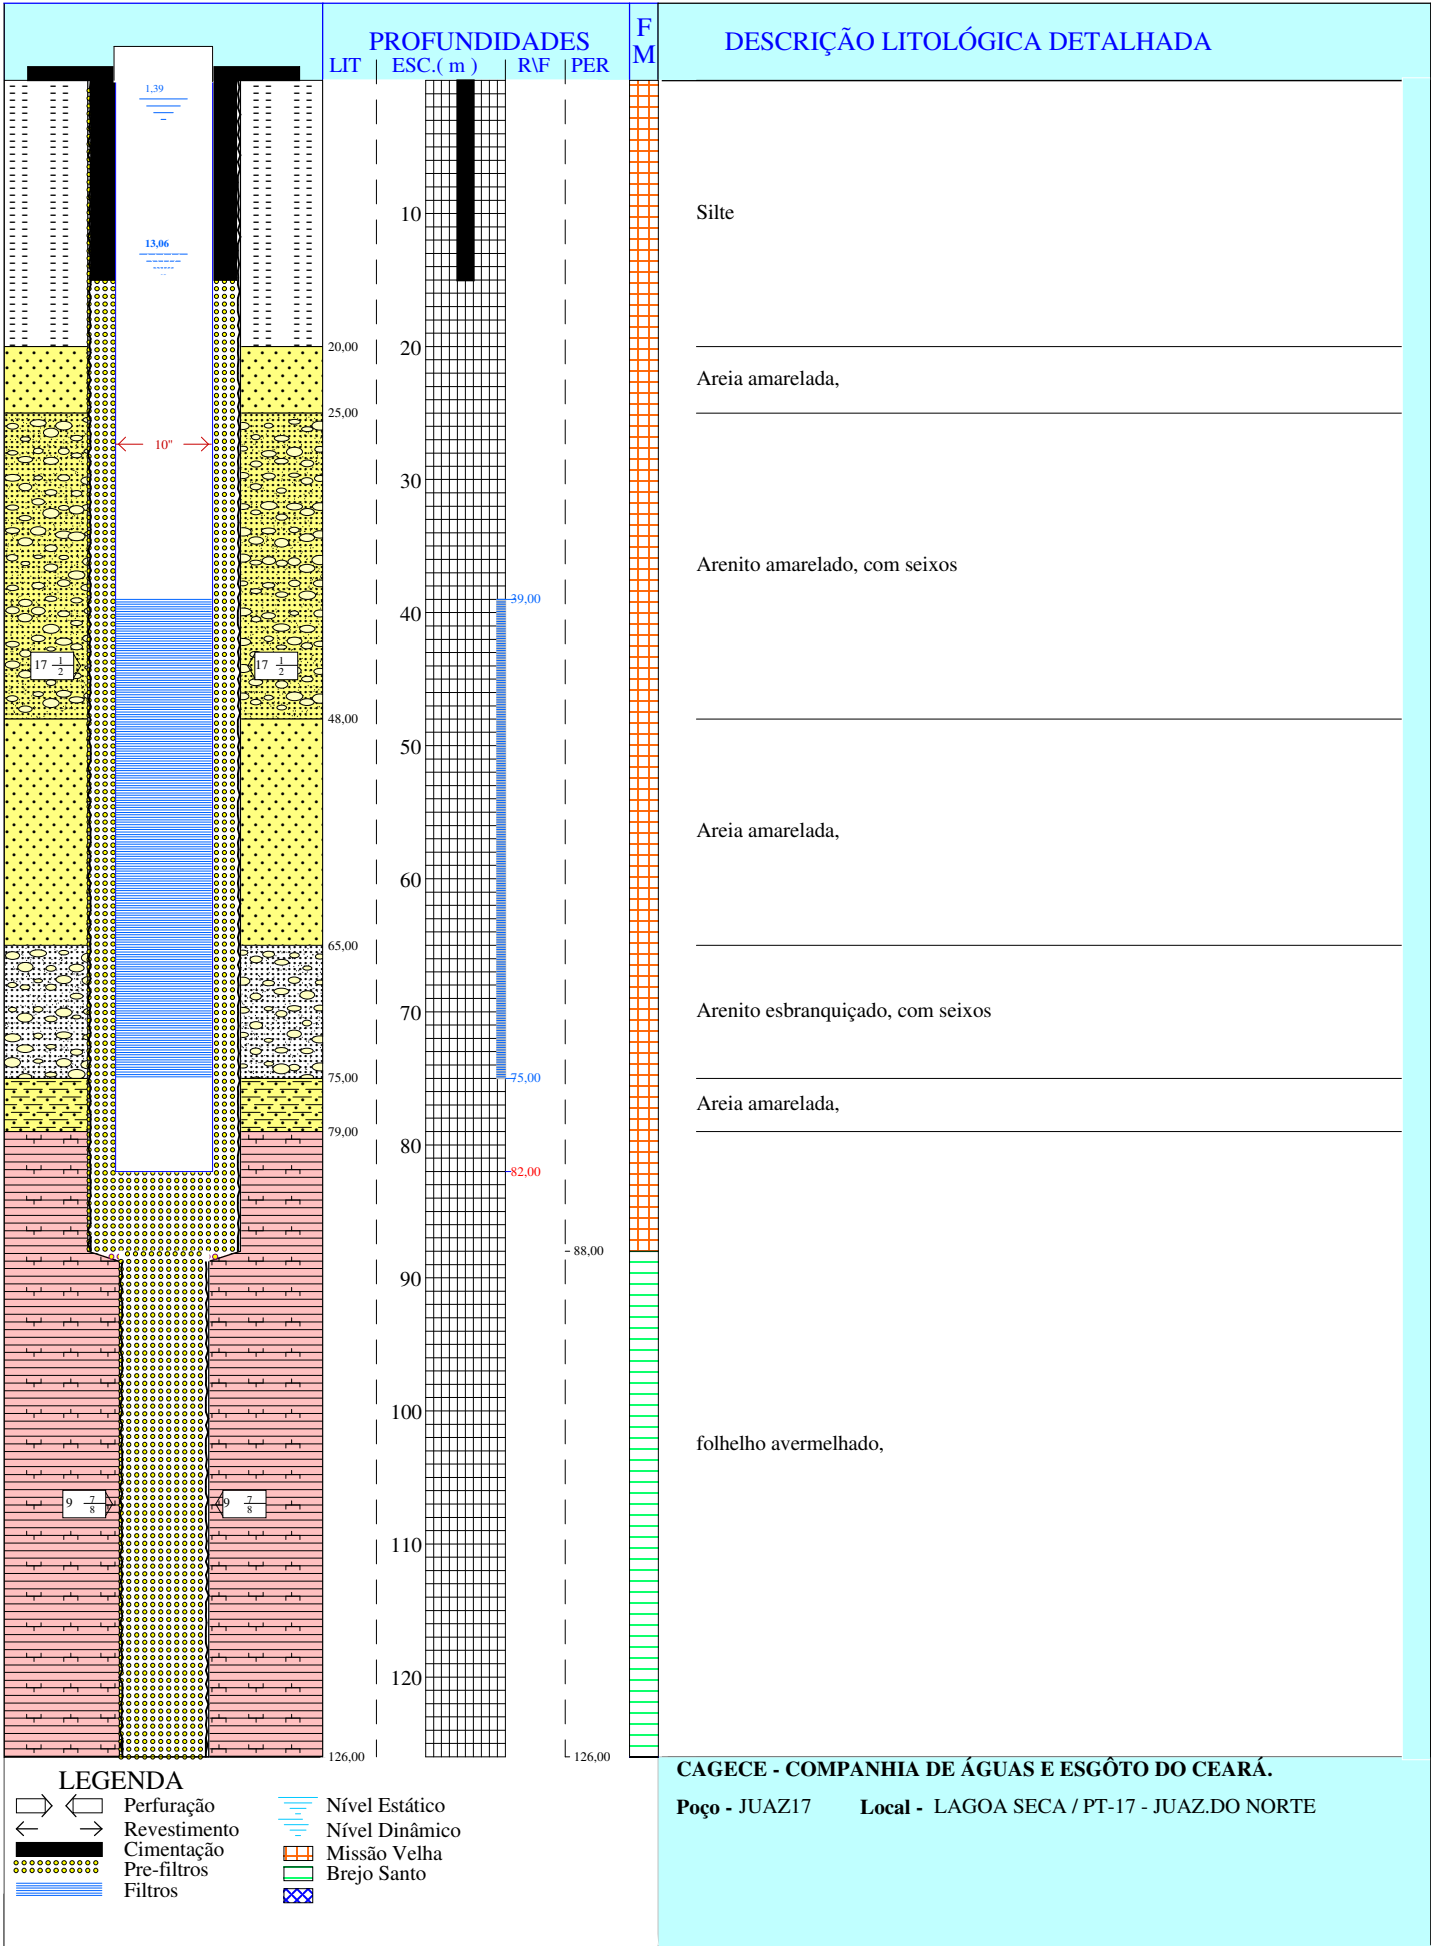 PROFUNDIDADES
F
M
DESCRIÇÃO LITOLÓGICA DETALHADA
LIT ESC.( m ) R\F PER
1,39
10
Silte
13,06
20,00
20
Areia amarelada,
25,00
10"
30
Arenito amarelado, com seixos
39,00
40
17 1/2
17 1/2
48,00
50
Areia amarelada,
60
65,00
70
Arenito esbranquiçado, com seixos
75,00
75,00
Areia amarelada,
79,00
80
82,00
88,00
90
100
folhelho avermelhado,
9 7/8
9 7/8
110
120
126,00
126,00
LEGENDA
Perfuração
Revestimento
Cimentação
Pre-filtros
Filtros
Nível Estático
Nível Dinâmico
Missão Velha
Brejo Santo
CAGECE - COMPANHIA DE ÁGUAS E ESGÔTO DO CEARÁ.
Poço - JUAZ17 Local - LAGOA SECA / PT-17 - JUAZ.DO NORTE